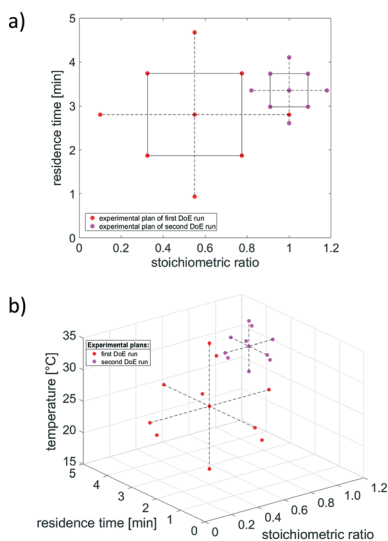 a)
5
4
3
2
1
0
residence time [min]
experimental plan of first DoE run
experimental plan of second DoE run
0 0.2 0.4 0.6 0.8 1 1.2
stoichiometric ratio
b)
35
30
25
20
15
temperature [°C]
Experimental plans:
first DoE run
second DoE run
5
4
3
2
1
0
residence time [min]
0
0.2
0.4
0.6
0.8
1.0
1.2
stoichiometric ratio